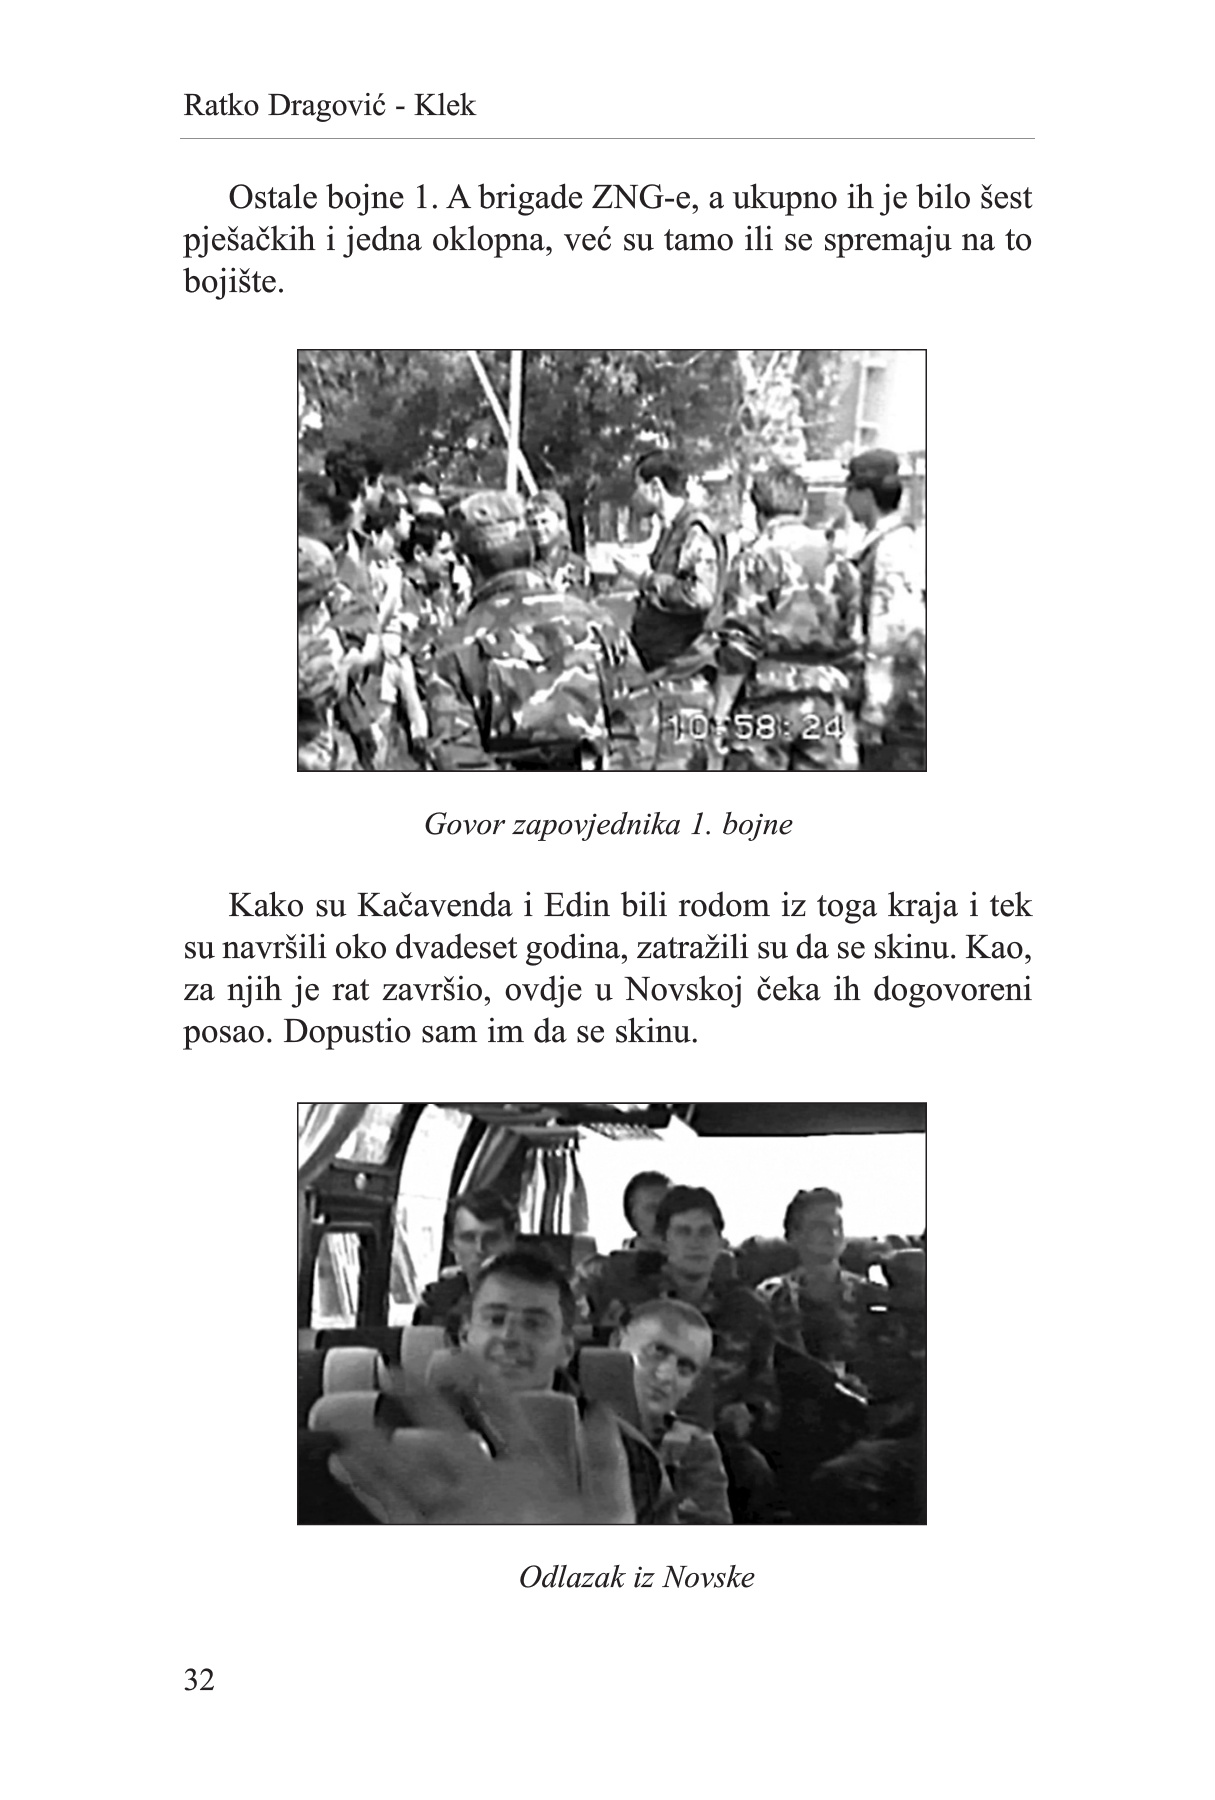 Ratko Dragović - Klek
Ostale bojne 1. A brigade ZNG-e, a ukupno ih je bilo šest
pješačkih i jedna oklopna, već su tamo ili se spremaju na to
bojište.
10:58:24
Govor zapovjednika 1. bojne
Kako su Kačavenda i Edin bili rodom iz toga kraja i tek
su navršili oko dvadeset godina, zatražili su da se skinu. Kao,
za njih je rat završio, ovdje u Novskoj čeka ih dogovoreni
posao. Dopustio sam im da se skinu.
Odlazak iz Novske
32